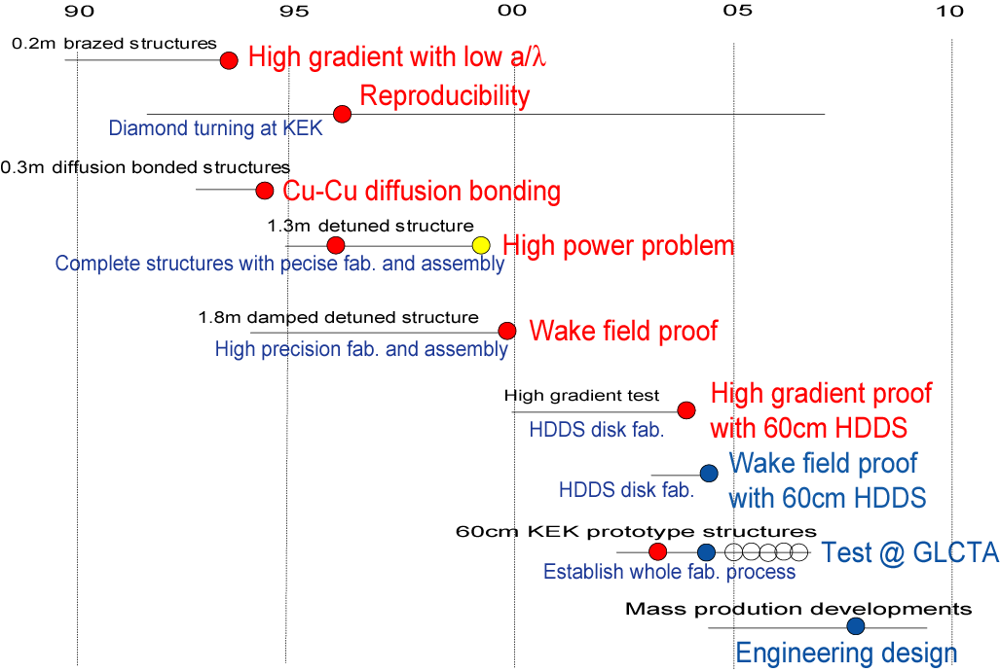 90 95 00 05 10
0.2m brazed structures
High gradient with low a/λ
Reproducibility
Diamond turning at KEK
0.3m diffusion bonded structures
Cu-Cu diffusion bonding
1.3m detuned structure
High power problem
Complete structures with pecise fab. and assembly
1.8m damped detuned structure
Wake field proof
High precision fab. and assembly
High gradient test
High gradient proof
with 60cm HDDS
HDDS disk fab.
Wake field proof
with 60cm HDDS
HDDS disk fab.
60cm KEK prototype structures
Test @ GLCTA
Establish whole fab. process
Mass prodution developments
Engineering design